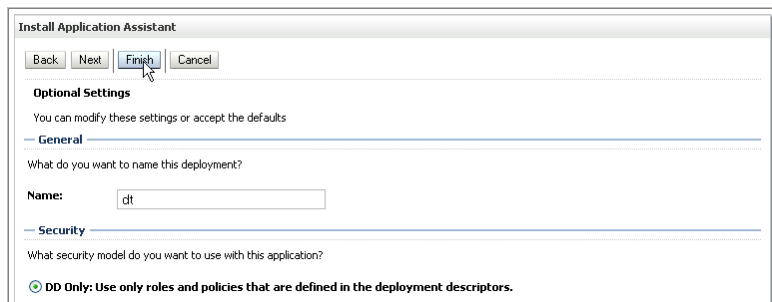 Install Application Assistant
Back Next Finish Cancel
Optional Settings
You can modify these settings or accept the defaults
General
What do you want to name this deployment?
Name: dt
Security
What security model do you want to use with this application?
DD Only: Use only roles and policies that are defined in the deployment descriptors.